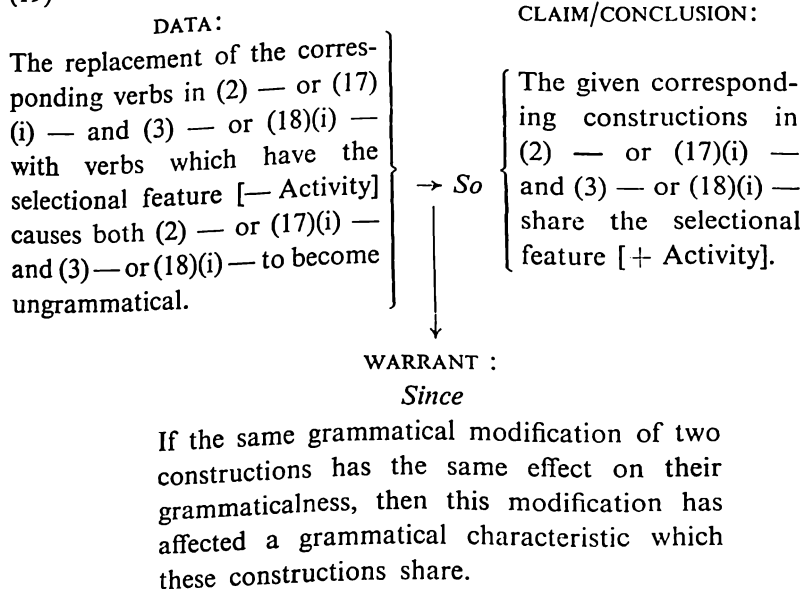 DATA:
The replacement of the corres-
ponding verbs in (2) — or (17)
(i) — and (3) — or (18)(i) —
with verbs which have the
selectional feature [— Activity]
causes both (2) — or (17)(i) —
and (3) — or (18)(i) — to become
ungrammatical.
→ So
CLAIM/CONCLUSION:
The given correspond-
ing constructions in
(2) — or (17)(i) —
and (3) — or (18)(i) —
share the selectional
feature [+ Activity].
WARRANT :
Since
If the same grammatical modification of two
constructions has the same effect on their
grammaticalness, then this modification has
affected a grammatical characteristic which
these constructions share.